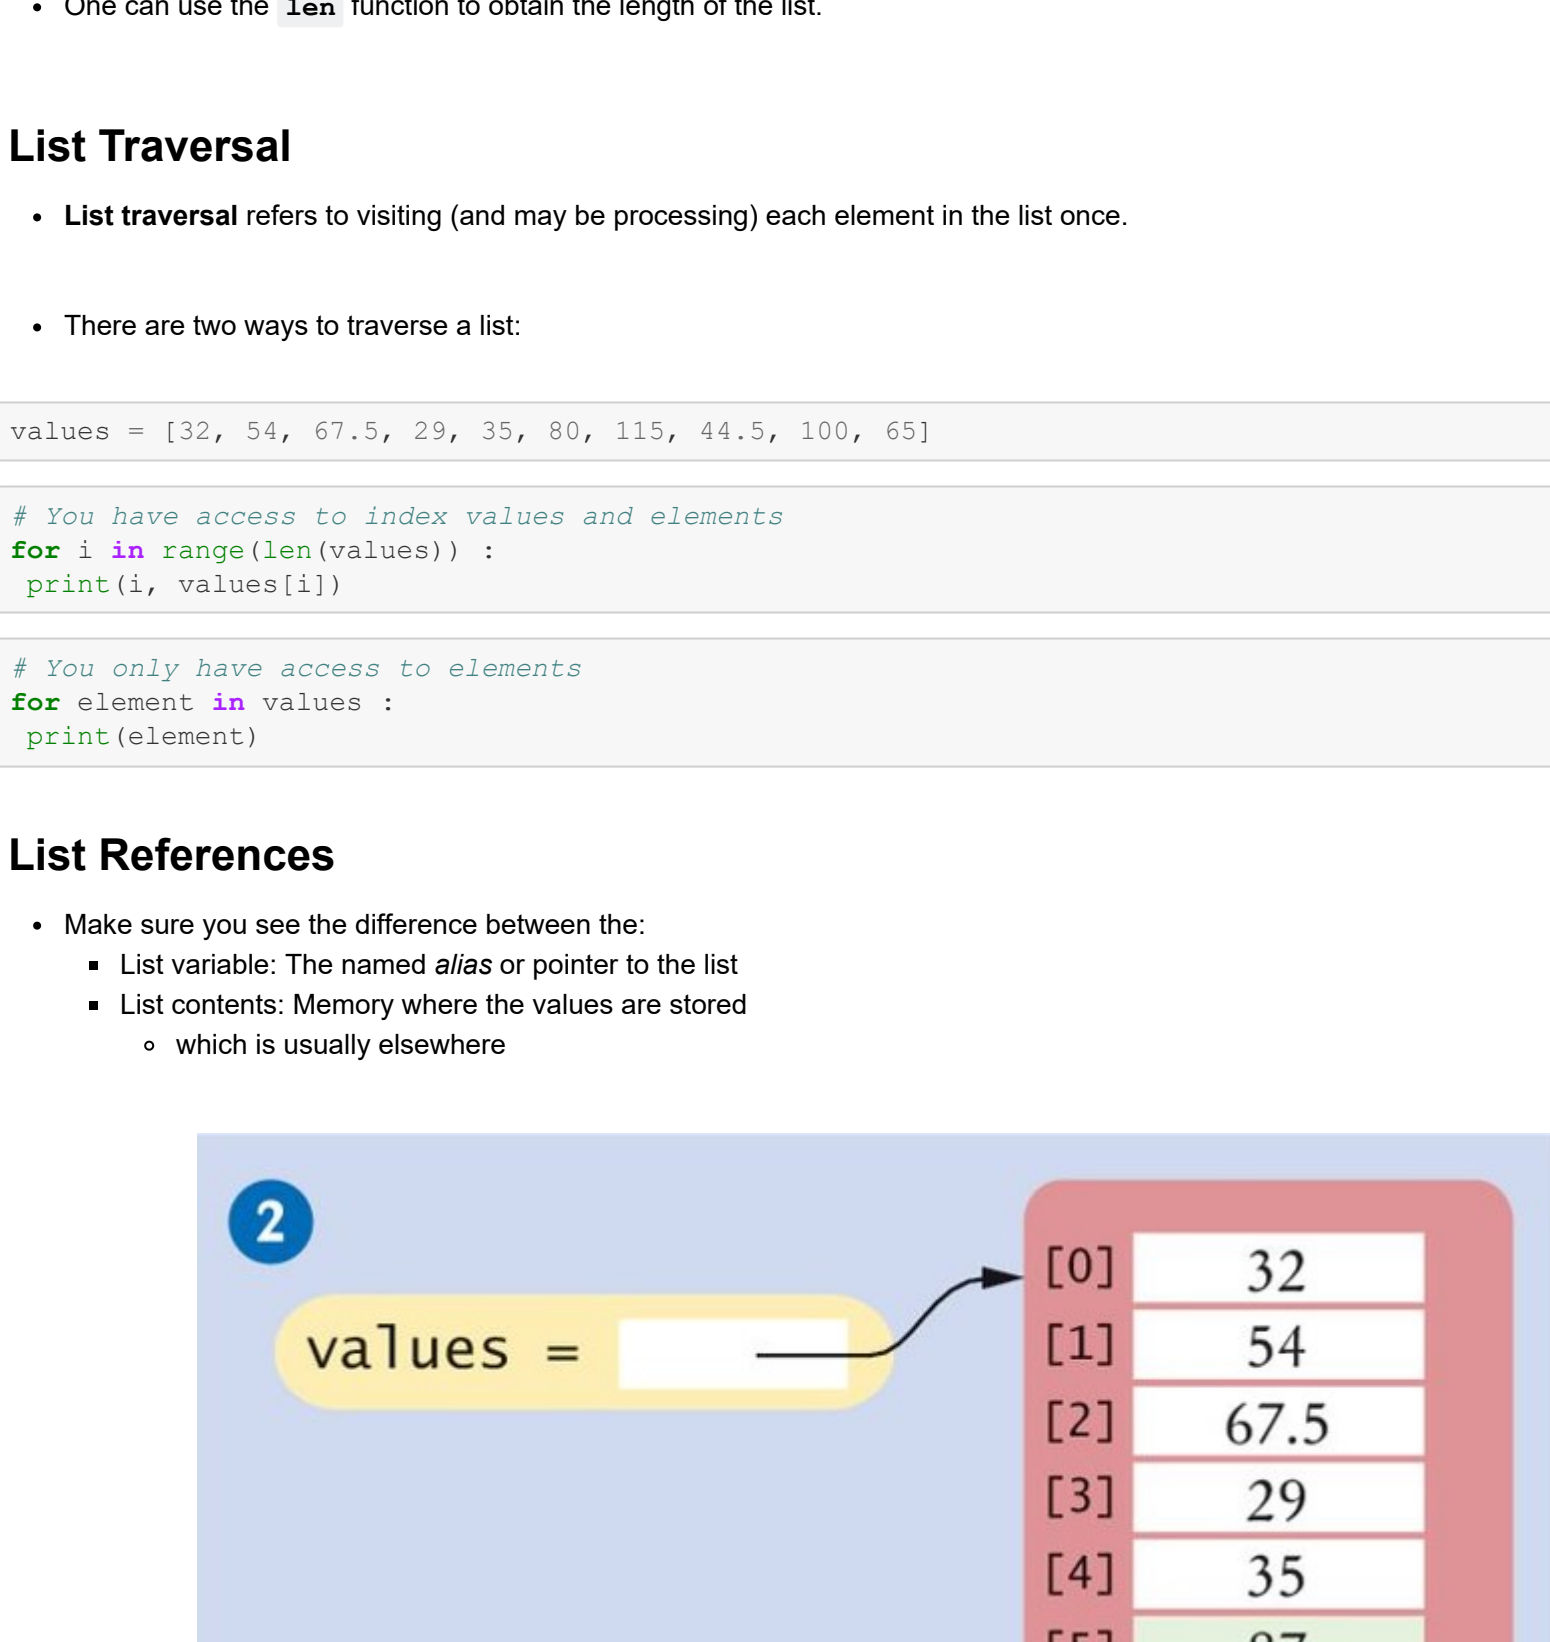 One can use the len function to obtain the length of the list.
List Traversal
List traversal refers to visiting (and may be processing) each element in the list once.
There are two ways to traverse a list:
values = [32, 54, 67.5, 29, 35, 80, 115, 44.5, 100, 65]
# You have access to index values and elements
for i in range(len(values)) :
 print(i, values[i])
# You only have access to elements
for element in values :
 print(element)
List References
Make sure you see the difference between the:
List variable: The named alias or pointer to the list
List contents: Memory where the values are stored
which is usually elsewhere
2
[0] 32
values =
[1] 54
[2] 67.5
[3] 29
[4] 35